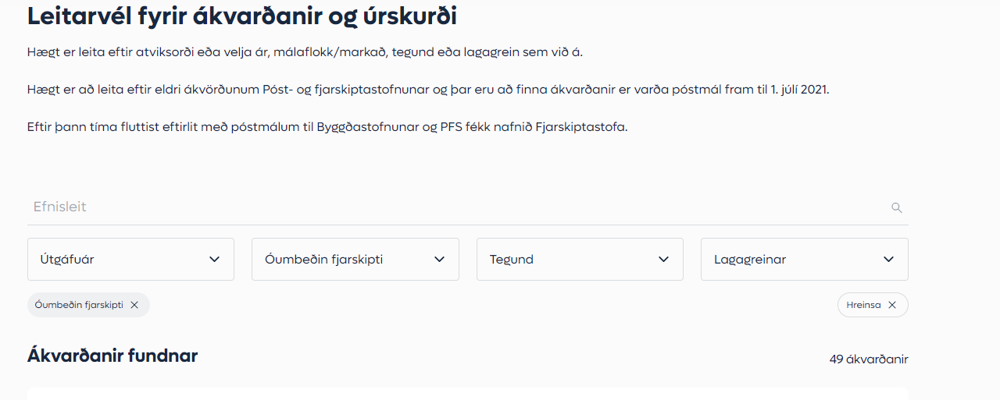 Leitarvél fyrir ákvarðanir og úrskurði
Hægt er leita eftir atviksorði eða velja ár, málaflokk/markað, tegund eða lagagrein sem við á.
Hægt er að leita eftir eldri ákvörðunum Póst- og fjarskiptastofnunar og þar eru að finna ákvarðanir er varða póstmál fram til 1. júlí 2021.
Eftir þann tíma fluttist eftirlit með póstmálum til Byggðastofnunar og PFS fékk nafnið Fjarskiptastofa.
Efnisleit
Útgáfuár
Óumbeðin fjarskipti
Tegund
Lagagreinar
Óumbeðin fjarskipti
Hreinsa
Ákvarðanir fundnar
49 ákvarðanir